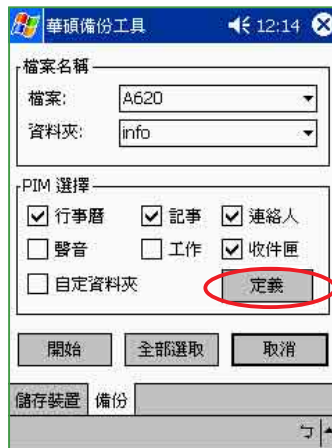 華碩備份工具 12:14
檔案名稱
檔案: A620
資料夾: info
PIM 選擇
行事曆 記事 連絡人
聲音 工作 收件匣
自定資料夾 定義
開始 全部選取 取消
儲存裝置 備份
ㄅ